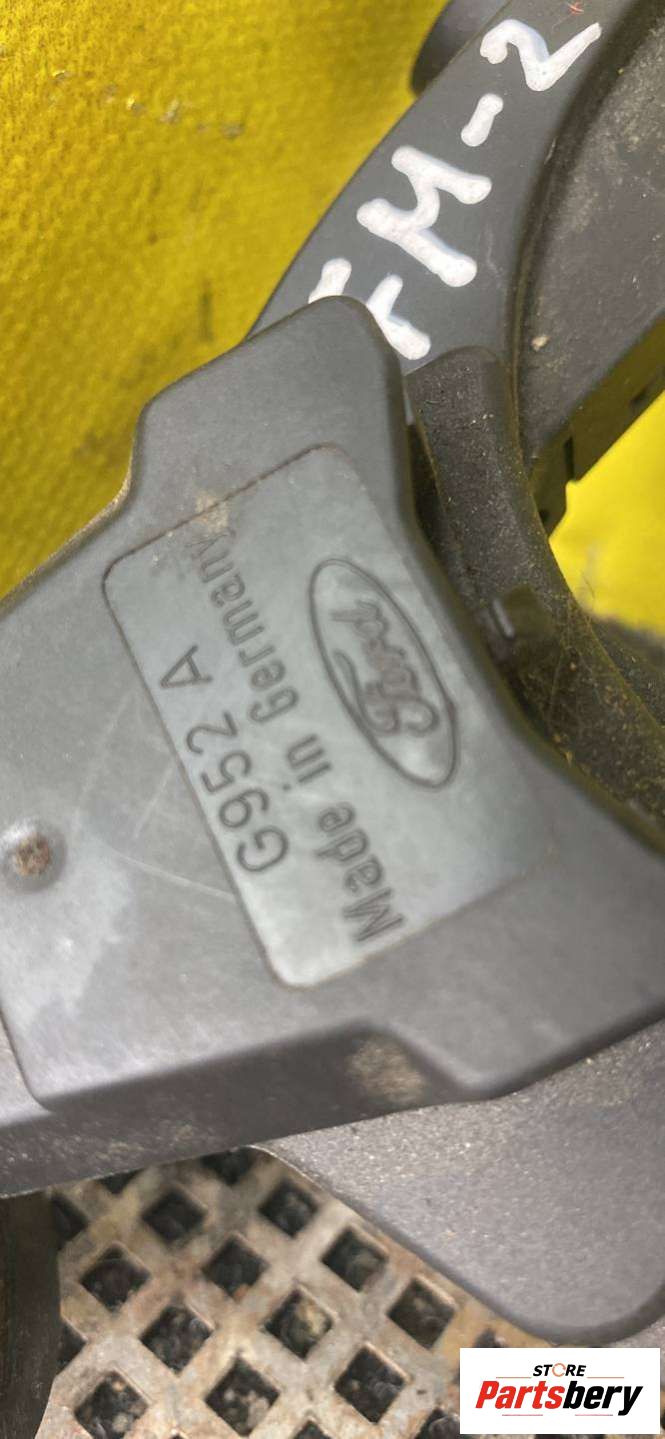 FM-2
Ford
Made in Germany
G952 A
STORE
Partsbery